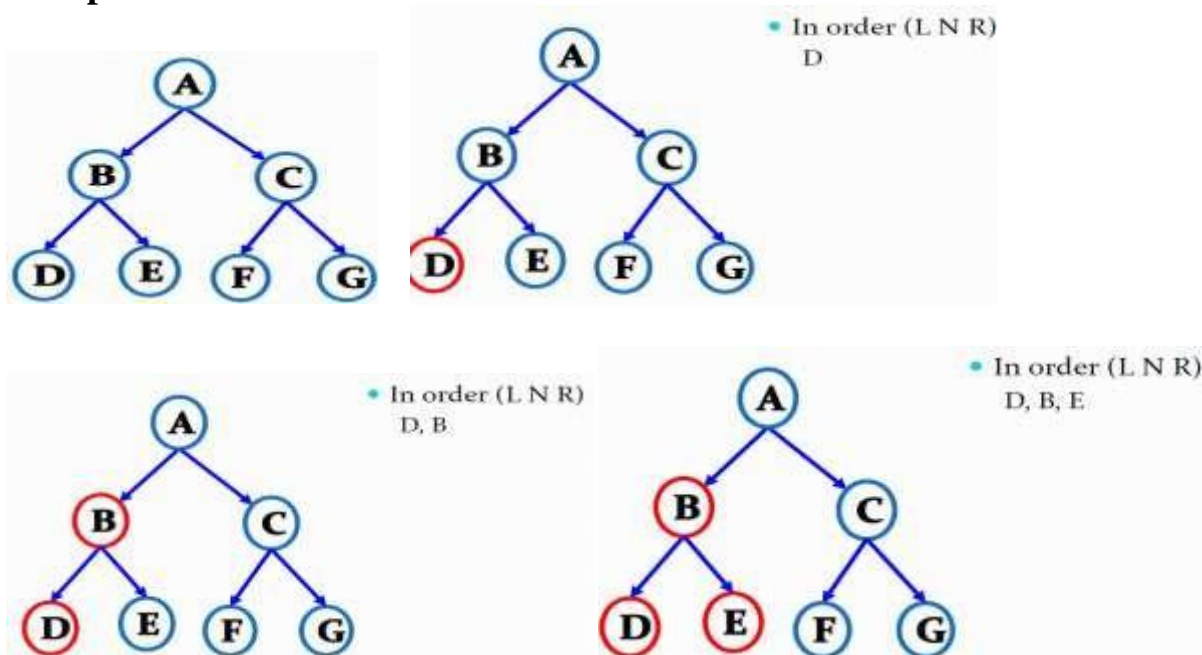 A
B C
D E F G
• In order (L N R)
D
A
B C
D E F G
• In order (L N R)
D, B
A
B C
D E F G
• In order (L N R)
D, B, E
A
B C
D E F G